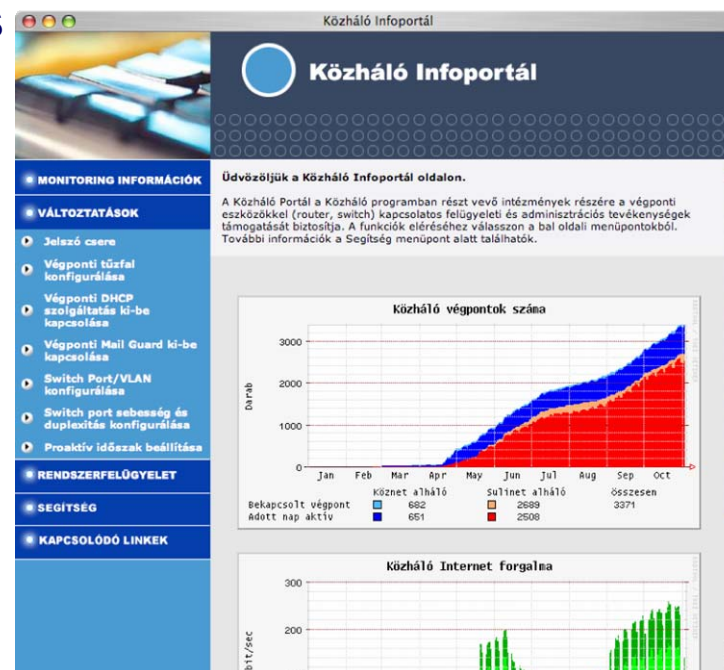 Közháló Infoportál
Közháló Infoportál
MONITORING INFORMÁCIÓK
VÁLTOZTATÁSOK
Jelszó csere
Végponti tűzfal
konfigurálása
Végponti DHCP
szolgáltatás ki-be
kapcsolása
Végponti Mail Guard ki-be
kapcsolása
Switch Port/VLAN
konfigurálása
Switch port sebesség és
duplexitás konfigurálása
Proaktív időszak beállítása
RENDSZERFELÜGYELET
SEGÍTSÉG
KAPCSOLÓDÓ LINKEK
Üdvözöljük a Közháló Infoportál oldalon.
A Közháló Portál a Közháló programban részt vevő intézmények részére a végponti
eszközökkel (router, switch) kapcsolatos felügyeleti és adminisztrációs tevékenységek
támogatását biztosítja. A funkciók eléréséhez válasszon a bal oldali menüpontokból.
További információk a Segítség menüpont alatt találhatók.
Közháló végpontok száma
Darab
3000
2000
1000
0
Jan Feb Mar Apr May Jun Jul Aug Sep Oct
Köznet alháló Sulinet alháló összesen
Bekapcsolt végpont 682 2689 3371
Adott nap aktív 651 2508
Közháló Internet forgalma
300
200
bit/sec